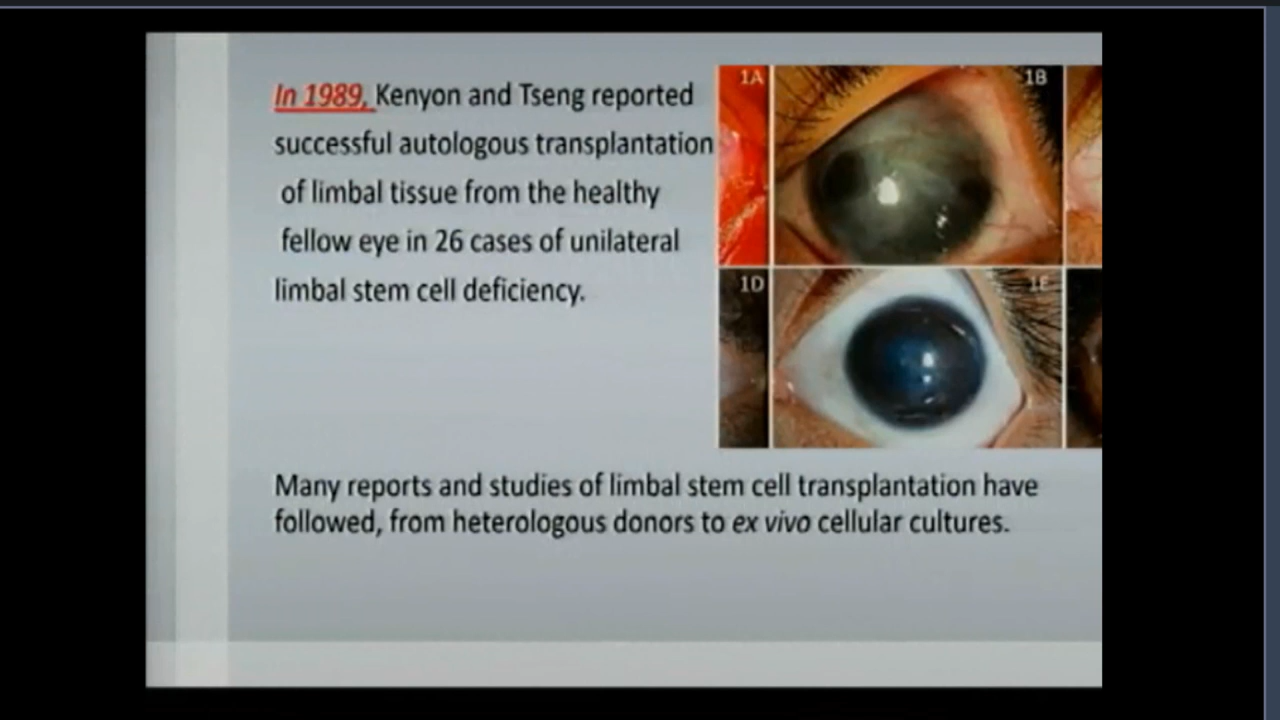 In 1989, Kenyon and Tseng reported
successful autologous transplantation
of limbal tissue from the healthy
fellow eye in 26 cases of unilateral
limbal stem cell deficiency.
1A
1B
1D
1E
Many reports and studies of limbal stem cell transplantation have
followed, from heterologous donors to ex vivo cellular cultures.